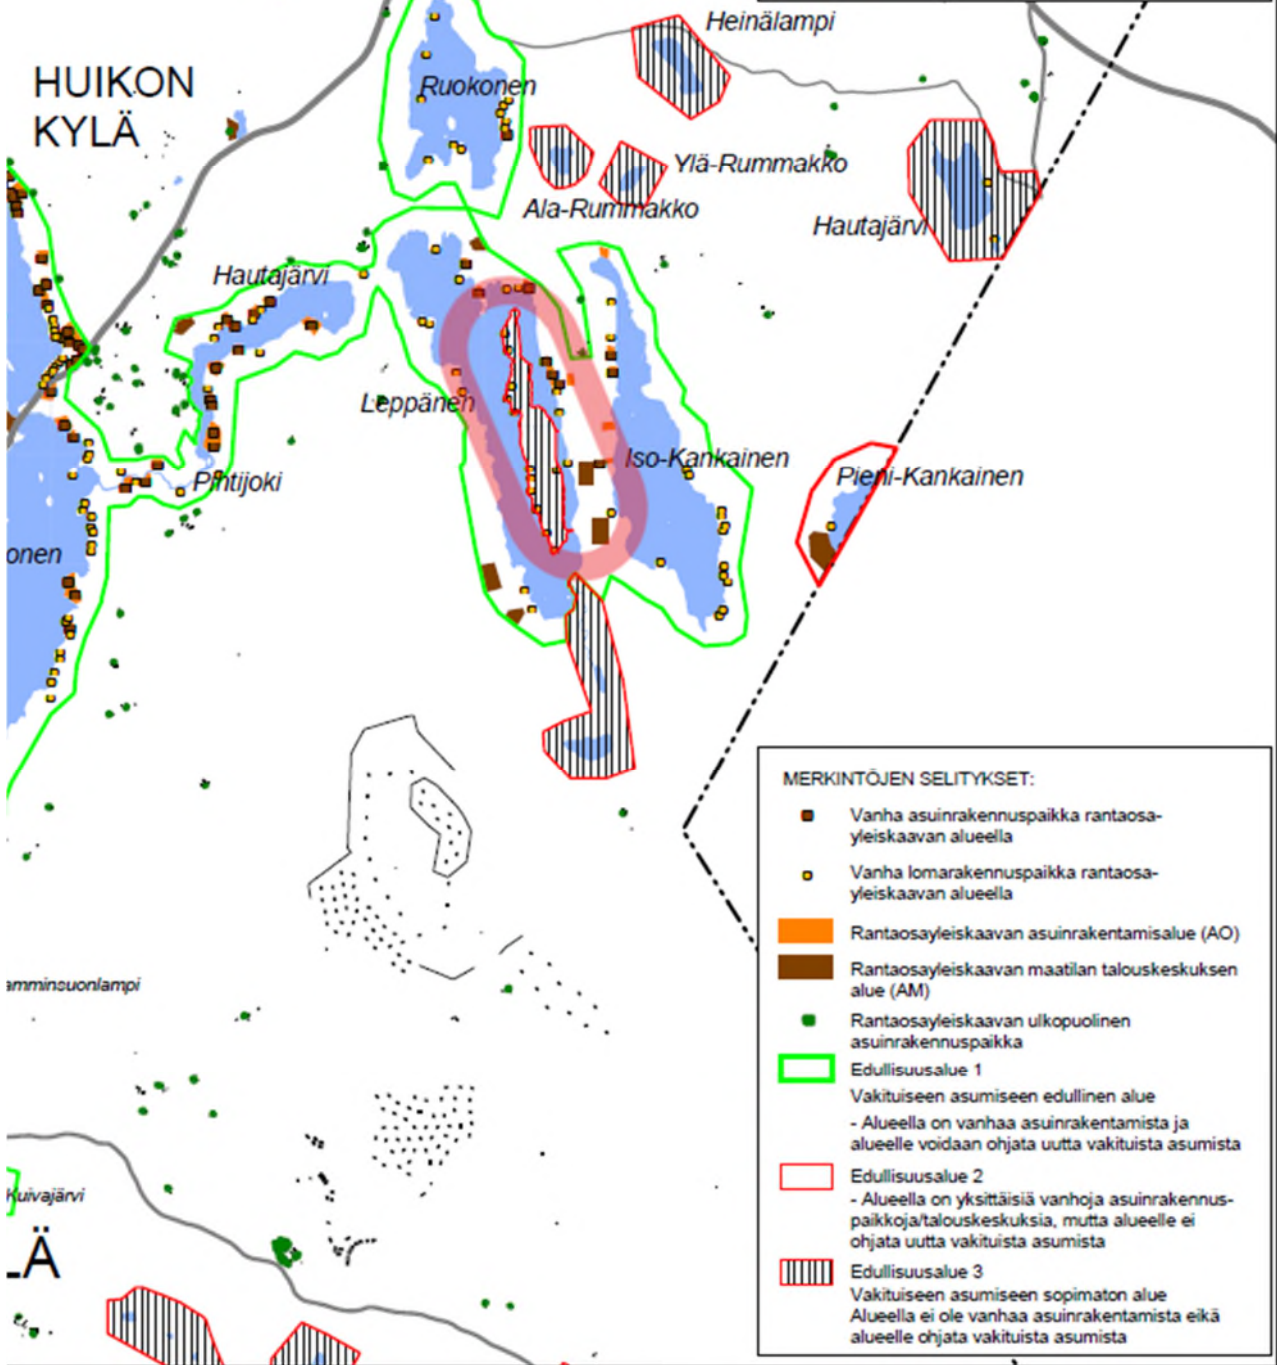 Heinälampi
HUIKON
KYLÄ
Ruokonen
Ylä-Rummakko
Ala-Rummakko
Hautajärvi
Hautajärvi
Leppänen
Iso-Kankainen
Pieni-Kankainen
Pihtijoki
onen
MERKINTÖJEN SELITYKSET:
Vanha asuinrakennuspaikka rantaosa-
yleiskaavan alueella
Vanha lomarakennuspaikka rantaosa-
yleiskaavan alueella
Rantaosayleiskaavan asuinrakentamisalue (AO)
Rantaosayleiskaavan maatilan talouskeskuksen
alue (AM)
Rantaosayleiskaavan ulkopuolinen
asuinrakennuspaikka
Edullisuusalue 1
Vakituiseen asumiseen edullinen alue
- Alueella on vanhaa asuinrakentamista ja
alueelle voidaan ohjata uutta vakituista asumista
Edullisuusalue 2
- Alueella on yksittäisiä vanhoja asuinrakennus-
paikkoja/talouskeskuksia, mutta alueelle ei
ohjata uutta vakituista asumista
Edullisuusalue 3
Vakituiseen asumiseen sopimaton alue
Alueella ei ole vanhaa asuinrakentamista eikä
alueelle ohjata vakituista asumista
amminsuonlampi
Kuivajärvi
LÄ